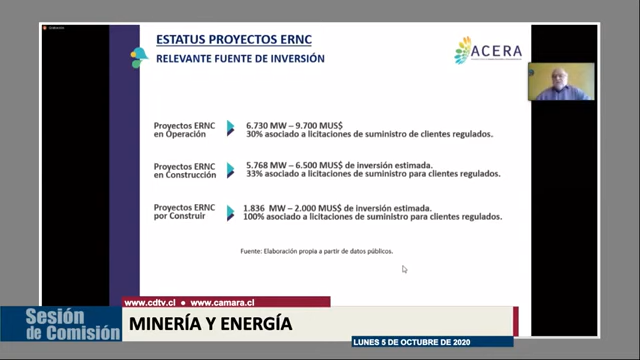 ESTATUS PROYECTOS ERNC
RELEVANTE FUENTE DE INVERSIÓN
ACERA
Proyectos ERNC
en Operación
6.730 MW – 9.700 MUS$
30% asociado a licitaciones de suministro de clientes regulados.
Proyectos ERNC
en Construcción
5.768 MW – 6.500 MUS$ de inversión estimada.
33% asociado a licitaciones de suministro para clientes regulados.
Proyectos ERNC
por Construir
1.836 MW – 2.000 MUS$ de inversión estimada.
100% asociado a licitaciones de suministro para clientes regulados.
Fuente: Elaboración propia a partir de datos públicos.
www.cdtv.cl • www.camara.cl
Sesión
de Comisión
MINERÍA Y ENERGÍA
LUNES 5 DE OCTUBRE DE 2020